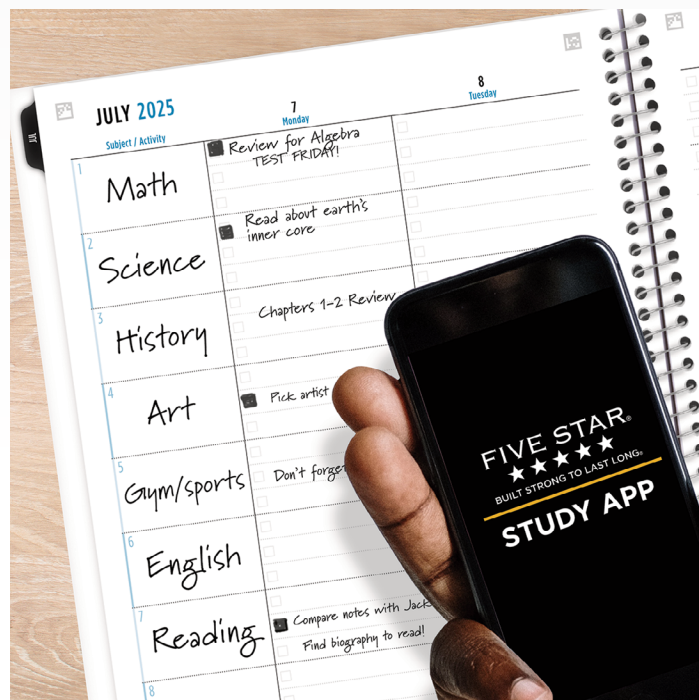 JUL
JULY 2025
7
Monday
8
Tuesday
Subject / Activity
1
Math
Review for Algebra
TEST FRIDAY!
2
Science
Read about earth's
inner core
3
History
Chapters 1-2 Review
4
Art
Pick artist
5
Gym/sports
Don't forget
6
English
7
Reading
Compare notes with Jack
Find biography to read!
8
FIVE STAR®
BUILT STRONG TO LAST LONG®
STUDY APP